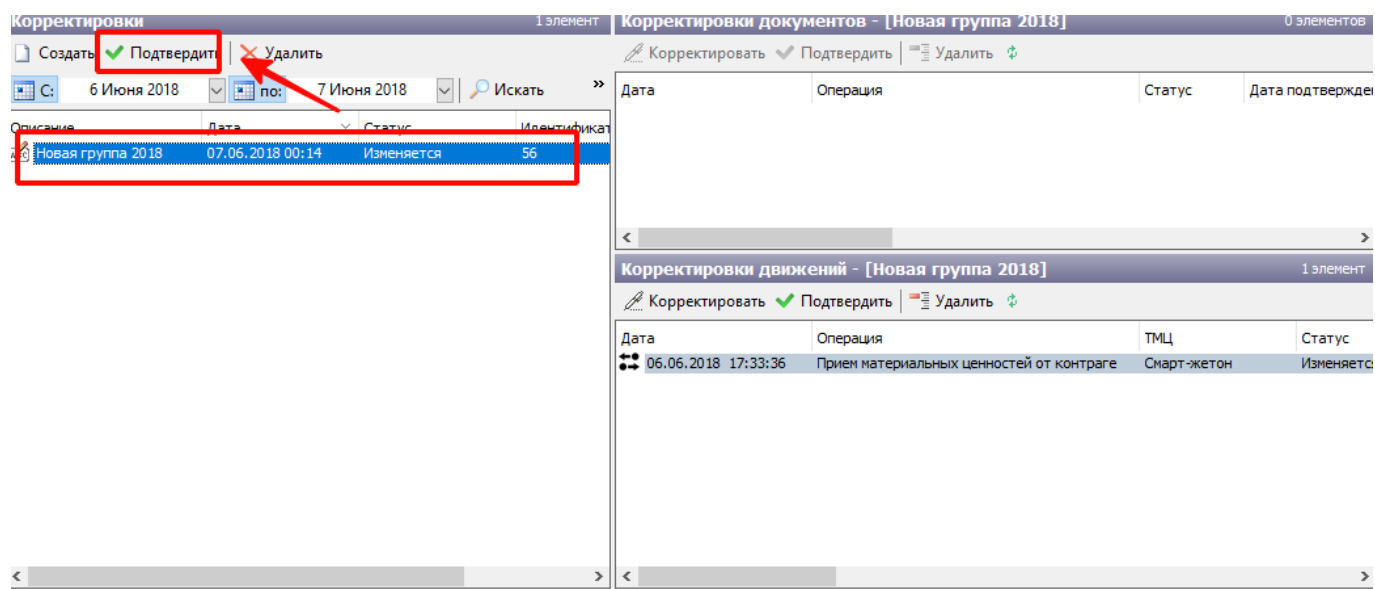 Корректировки 1 элемент
Создать Подтвердить Удалить
С: 6 Июня 2018 по: 7 Июня 2018 Искать »
Описание Дата Статус Идентификат
Новая группа 2018 07.06.2018 00:14 Изменяется 56
Корректировки документов - [Новая группа 2018] 0 элементов
Корректировать Подтвердить Удалить
Дата Операция Статус Дата подтвержде
Корректировки движений - [Новая группа 2018] 1 элемент
Корректировать Подтвердить Удалить
Дата Операция ТМЦ Статус
06.06.2018 17:33:36 Прием материальных ценностей от контраге Смарт-жетон Изменяетс